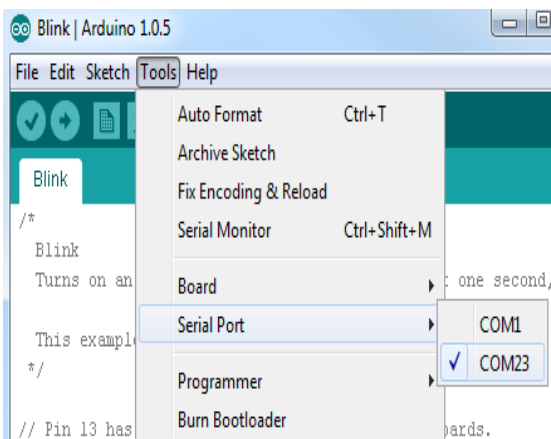 Blink | Arduino 1.0.5
File Edit Sketch Tools Help
Auto Format Ctrl+T
Archive Sketch
Blink
Fix Encoding & Reload
/*
Serial Monitor Ctrl+Shift+M
Blink
Turns on an one second,
Board
Serial Port
COM1
This exampl
COM23
*/
Programmer
Burn Bootloader
// Pin 13 has